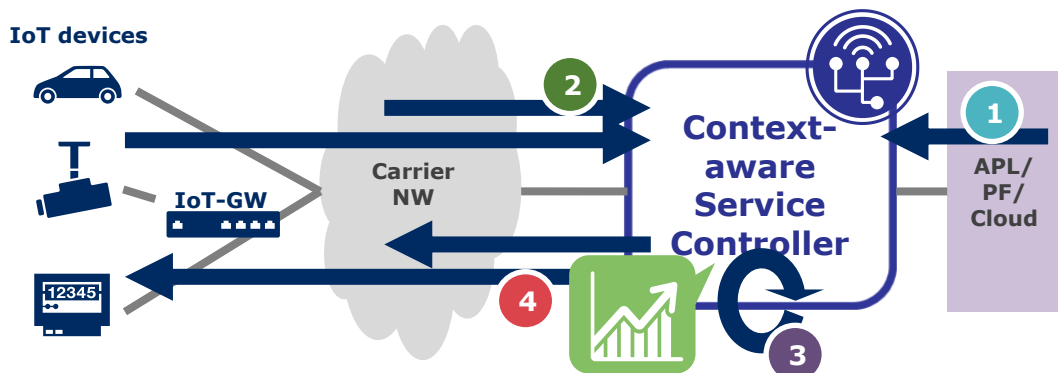 IoT devices
2
1
Context-
aware
Service
Controller
Carrier
NW
APL/
PF/
Cloud
IoT-GW
12345
4
3